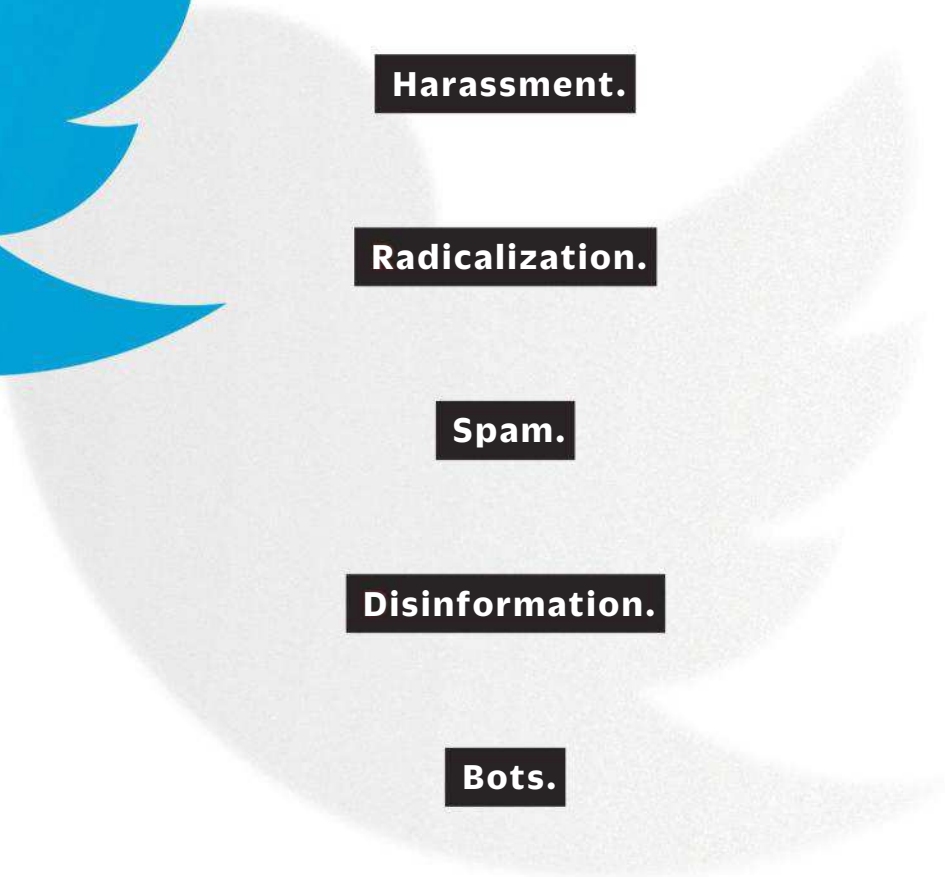 Harassment.
Radicalization.
Spam.
Disinformation.
Bots.